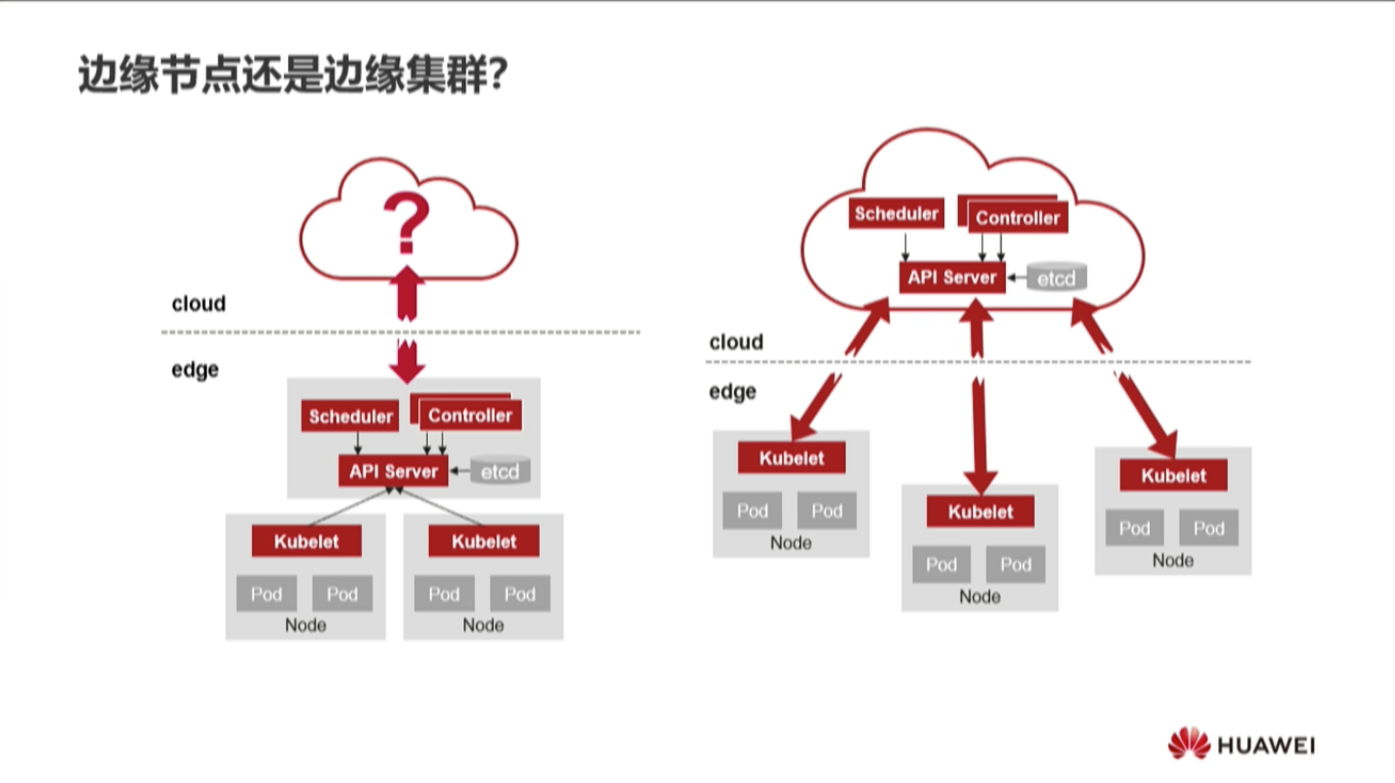 边缘节点还是边缘集群?
?
cloud
edge
Scheduler
Controller
API Server
etcd
Kubelet
Kubelet
Pod
Pod
Pod
Pod
Node
Node
Scheduler
Controller
API Server
etcd
cloud
edge
Kubelet
Pod
Pod
Node
Kubelet
Pod
Pod
Node
Kubelet
Pod
Pod
Node
HUAWEI